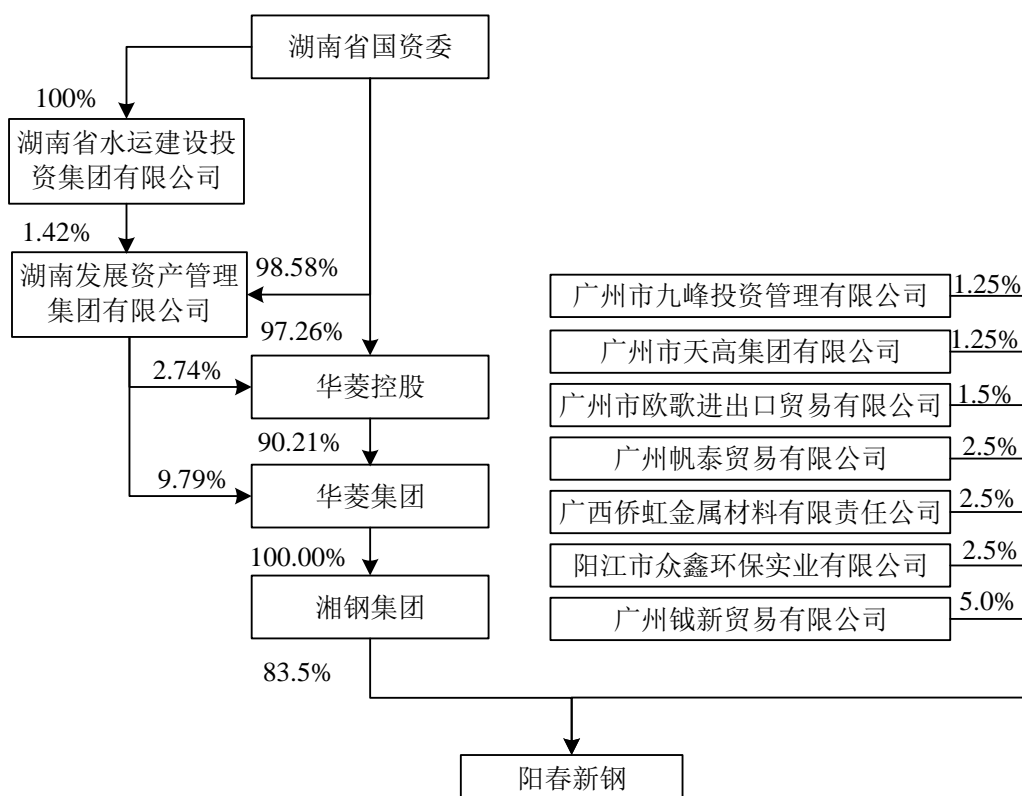 湖南省国资委
100%
湖南省水运建设投
资集团有限公司
1.42%
湖南发展资产管理
集团有限公司
98.58%
97.26%
2.74%
华菱控股
90.21%
9.79%
华菱集团
100.00%
湘钢集团
83.5%
广州市九峰投资管理有限公司
1.25%
广州市天高集团有限公司
1.25%
广州市欧歌进出口贸易有限公司
1.5%
广州帆泰贸易有限公司
2.5%
广西侨虹金属材料有限责任公司
2.5%
阳江市众鑫环保实业有限公司
2.5%
广州钺新贸易有限公司
5.0%
阳春新钢